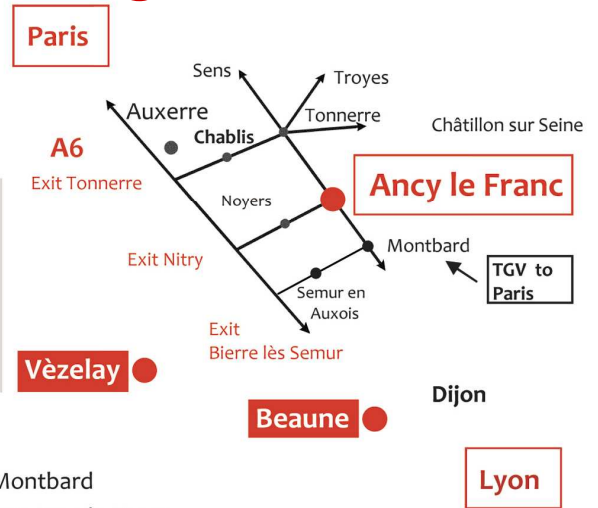 Paris
Sens
Troyes
Auxerre
Tonnerre
Chablis
Châtillon sur Seine
A6
Exit Tonnerre
Ancy le Franc
Noyers
Montbard
Exit Nitry
TGV to
Paris
Semur en
Auxois
Exit
Bierre lès Semur
Vèzelay
Dijon
Beaune
Lyon
Montbard